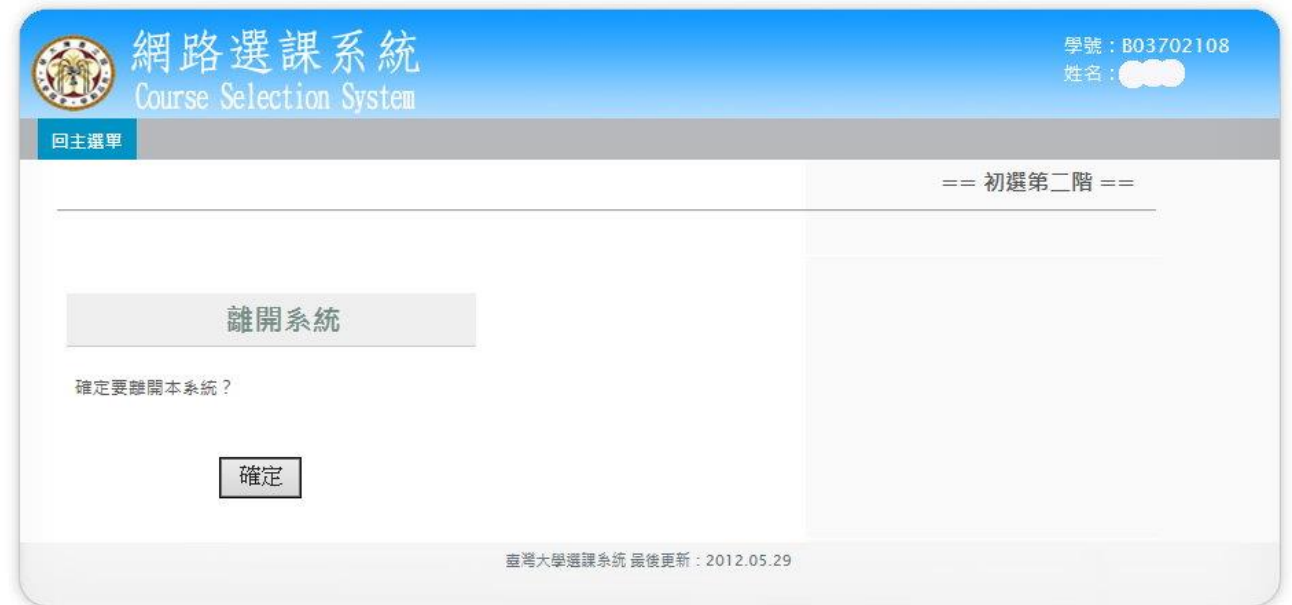 網路選課系統
Course Selection System
學號：B03702108
姓名：
回主選單
== 初選第二階 ==
離開系統
確定要離開本系統？
確定
臺灣大學選課系統 最後更新：2012.05.29